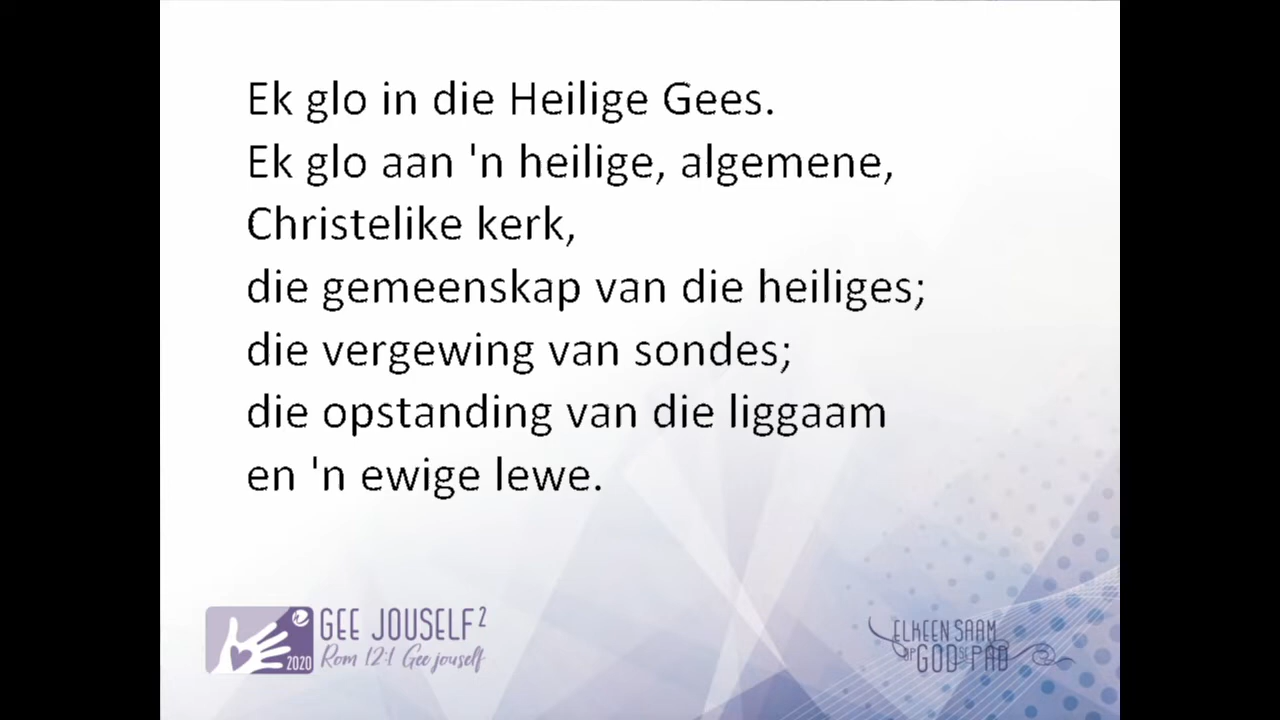 Ek glo in die Heilige Gees.
Ek glo aan 'n heilige, algemene,
Christelike kerk,
die gemeenskap van die heiliges;
die vergewing van sondes;
die opstanding van die liggaam
en 'n ewige lewe.
GEE JOUSELF²
2020 Rom 12:1 Gee jouself
ELKEEN SAAM
OP GOD SE PAD